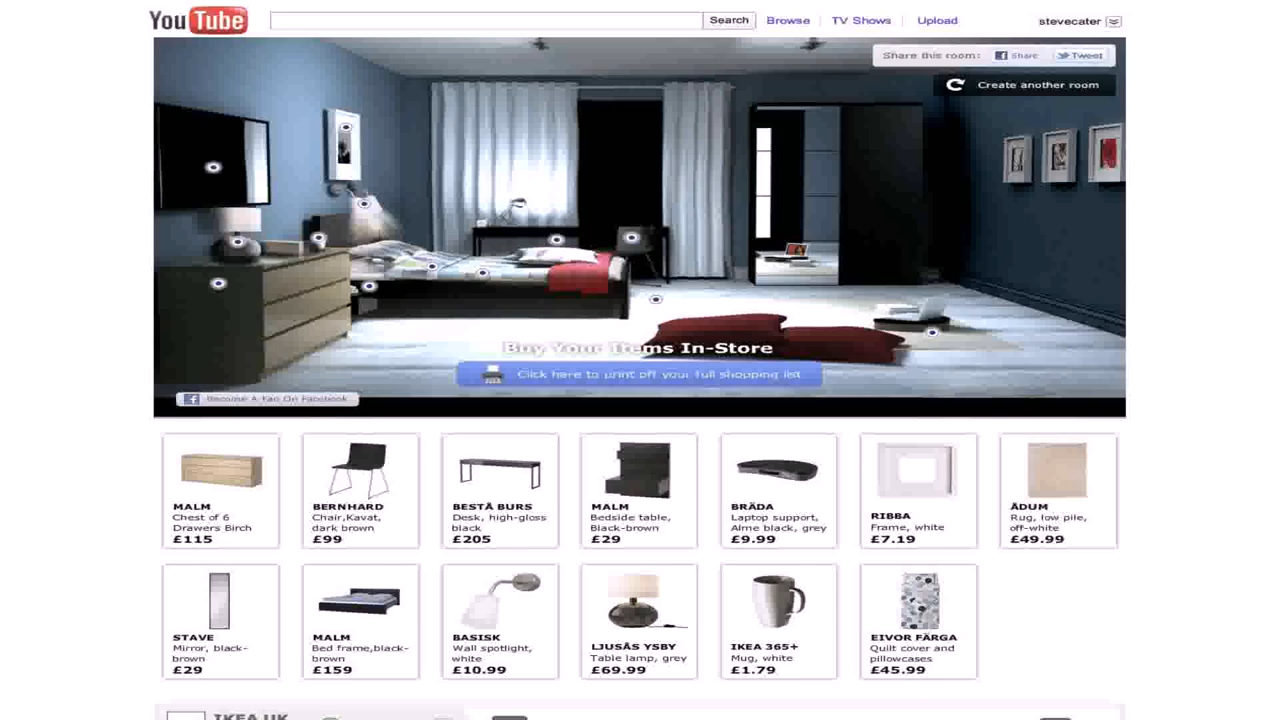 YouTube
Search
Browse
TV Shows
Upload
stevecater
Share this room:
Share
Tweet
Create another room
Buy Your Items In-Store
Click here to print off your full shopping list
Become A Fan On Facebook
MALM
Chest of 6
Drawers Birch
£115
BERNHARD
Chair,Kavat,
dark brown
£99
BESTÅ BURS
Desk, high-gloss
black
£205
MALM
Bedside table,
Black-brown
£29
BRÄDA
Laptop support,
Alme black, grey
£9.99
RIBBA
Frame, white
£7.19
ÅDUM
Rug, low pile,
off-white
£49.99
STAVE
Mirror, black-
brown
£29
MALM
Bed frame,black-
brown
£159
BASISK
Wall spotlight,
white
£10.99
LJUSÅS YSBY
Table lamp, grey
£69.99
IKEA 365+
Mug, white
£1.79
EIVOR FÄRGA
Quilt cover and
pillowcases
£45.99
IKEA UK